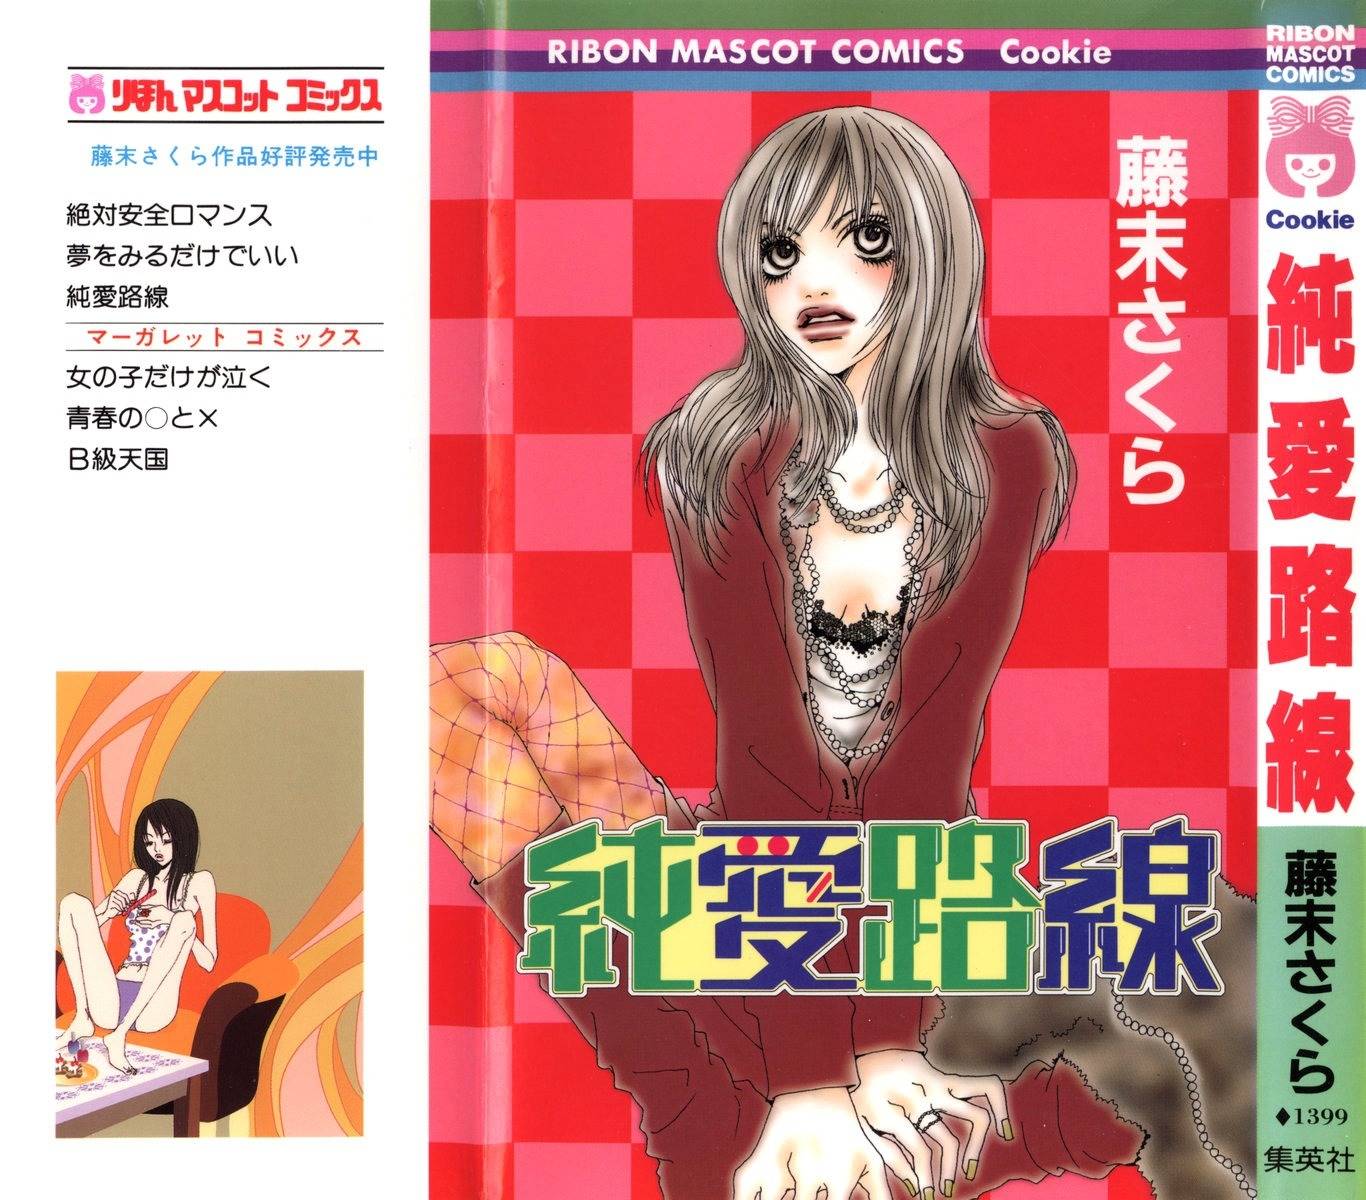 りぼんマスコット コミックス
藤末さくら作品好評発売中
絶対安全ロマンス
夢をみるだけでいい
純愛路線
マーガレット コミックス
女の子だけが泣く
青春の○と×
B級天国
RIBON MASCOT COMICS Cookie
藤末さくら
純愛路線
RIBON
MASCOT
COMICS
Cookie
純愛路線
藤末さくら
♦1399
集英社